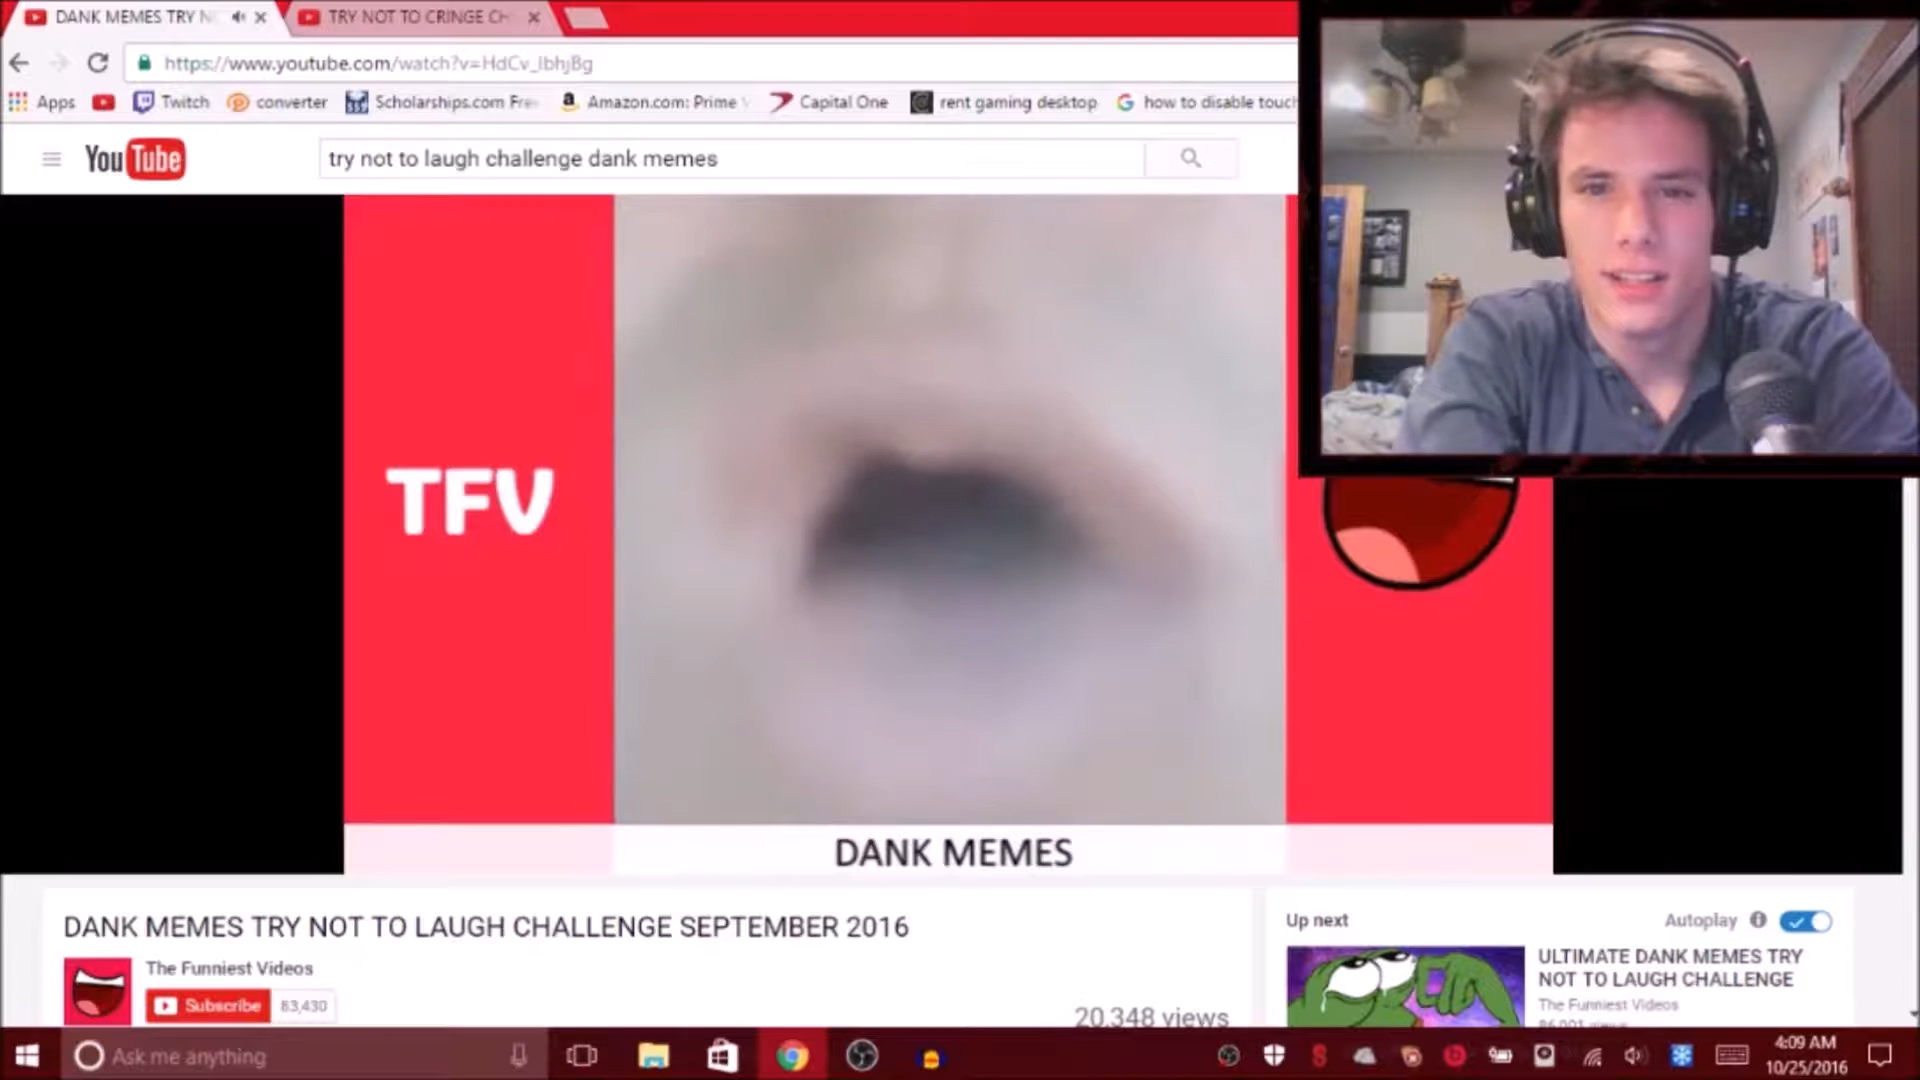 DANK MEMES TRY N
TRY NOT TO CRINGE CH
https://www.youtube.com/watch?v=HdCv_IbhjBg
Apps
Twitch
converter
Scholarships.com Fre
Amazon.com: Prime V
Capital One
rent gaming desktop
how to disable touch
YouTube
try not to laugh challenge dank memes
TFV
DANK MEMES
DANK MEMES TRY NOT TO LAUGH CHALLENGE SEPTEMBER 2016
The Funniest Videos
Subscribe 83,430
20,348 views
Up next
Autoplay
ULTIMATE DANK MEMES TRY
NOT TO LAUGH CHALLENGE
The Funniest Videos
Ask me anything
4:09 AM
10/25/2016